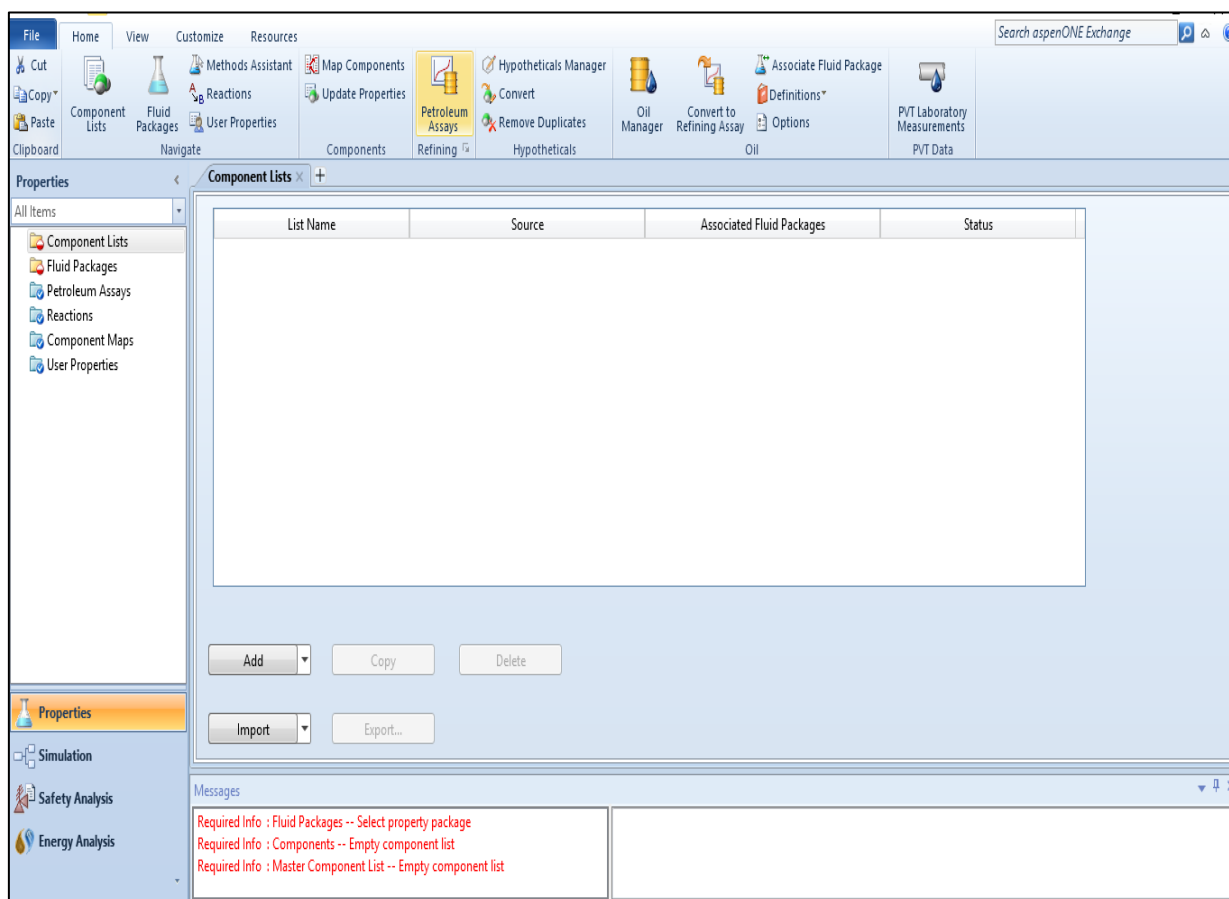 File Home View Customize Resources Search aspenONE Exchange
Cut
Copy
Paste
Clipboard
Component Lists
Fluid Packages
Methods Assistant
Reactions
User Properties
Navigate
Map Components
Update Properties
Components
Petroleum Assays
Refining
Hypotheticals Manager
Convert
Remove Duplicates
Hypotheticals
Oil Manager
Convert to Refining Assay
Associate Fluid Package
Definitions
Options
Oil
PVT Laboratory Measurements
PVT Data
Properties
All Items
Component Lists
Fluid Packages
Petroleum Assays
Reactions
Component Maps
User Properties
Properties
Simulation
Safety Analysis
Energy Analysis
Component Lists
List Name Source Associated Fluid Packages Status
Add Copy Delete
Import Export...
Messages
Required Info : Fluid Packages -- Select property package
Required Info : Components -- Empty component list
Required Info : Master Component List -- Empty component list